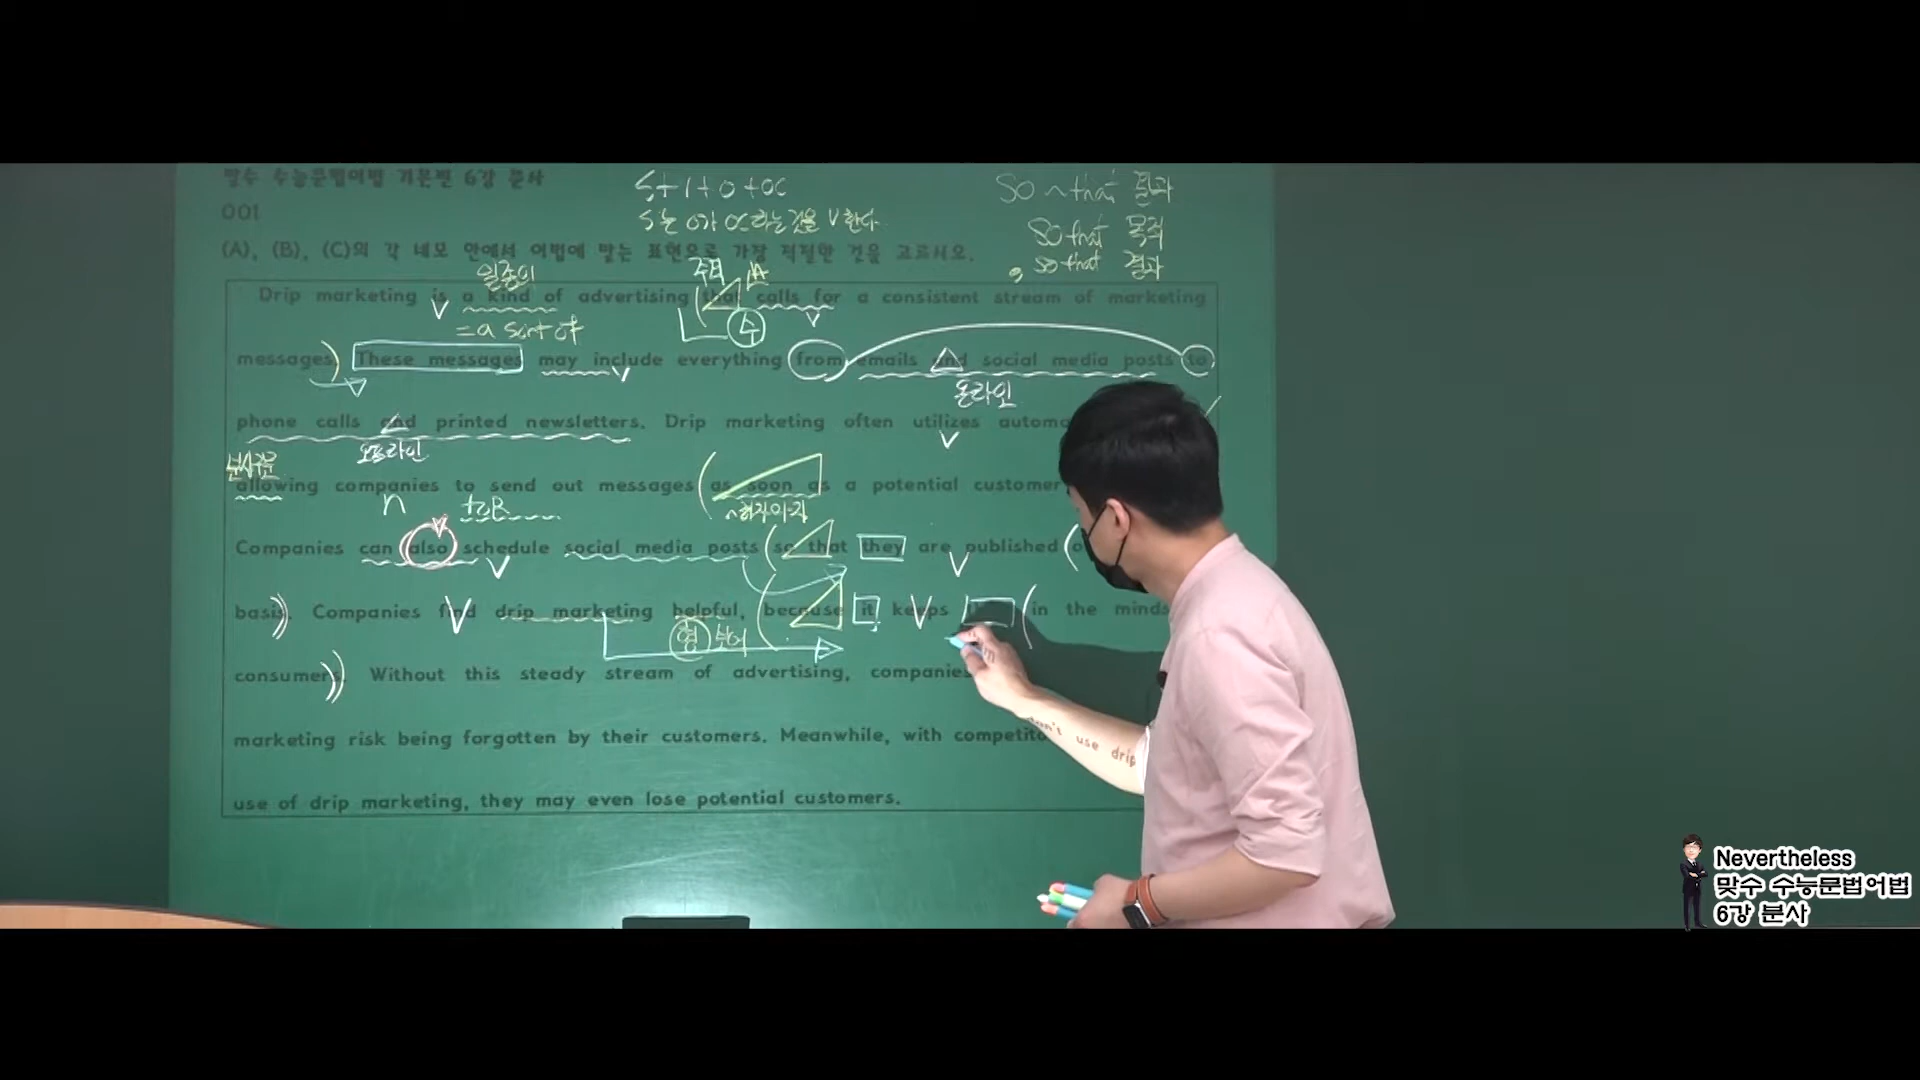 맞수 수능문법어법 기본편 6강 분사
001
(A), (B), (C)의 각 네모 안에서 어법에 맞는 표현으로 가장 적절한 것을 고르시오.
S+V+O+OC
S는 O가 OC라는 것을 V한다
SO ~ that 결과
So that 목적
, so that 결과
일종의
주격
Drip marketing is a kind of advertising that calls for a consistent stream of marketing
V
= a sort of
수
V
messages. These messages may include everything from emails and social media posts to
V
온라인
phone calls and printed newsletters. Drip marketing often utilizes
오프라인
V
분사구문
allowing companies to send out messages as soon as a potential customer
n
toR
~하자마자
Companies can also schedule social media posts so that they are published
V
V
basis. Companies find drip marketing helpful, because it keeps in the minds
V
형 보어
V
consumers. Without this steady stream of advertising, companies don't use drip
marketing risk being forgotten by their customers. Meanwhile, with
use of drip marketing, they may even lose potential customers.
Nevertheless
맞수 수능문법어법
6강 분사